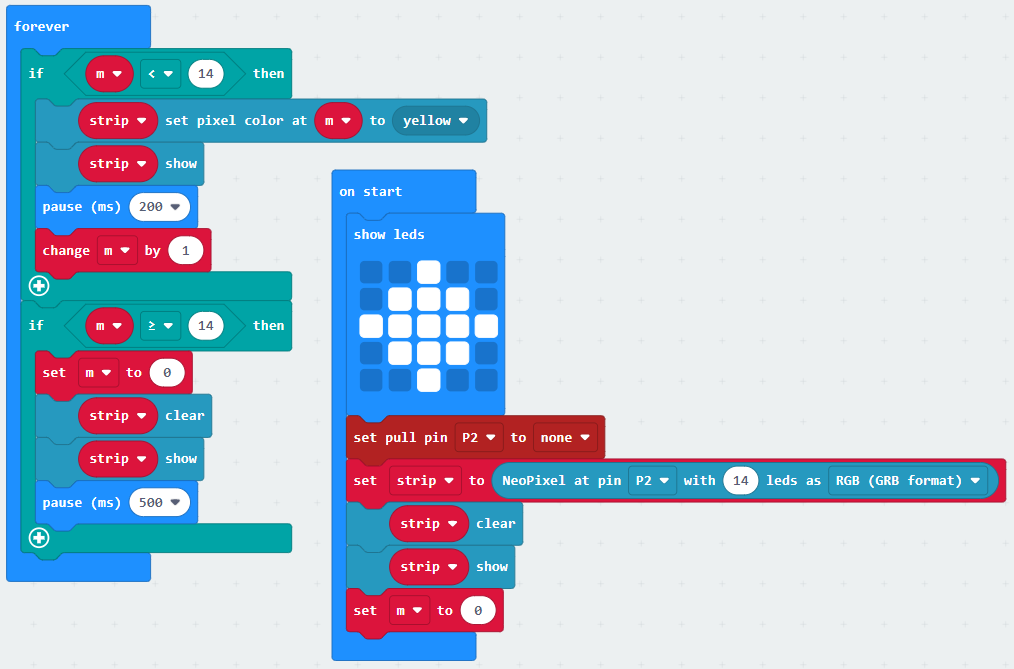 forever
if m < 14 then
strip set pixel color at m to yellow
strip show
pause (ms) 200
change m by 1
if m ≥ 14 then
set m to 0
strip clear
strip show
pause (ms) 500
on start
show leds
set pull pin P2 to none
set strip to NeoPixel at pin P2 with 14 leds as RGB (GRB format)
strip clear
strip show
set m to 0